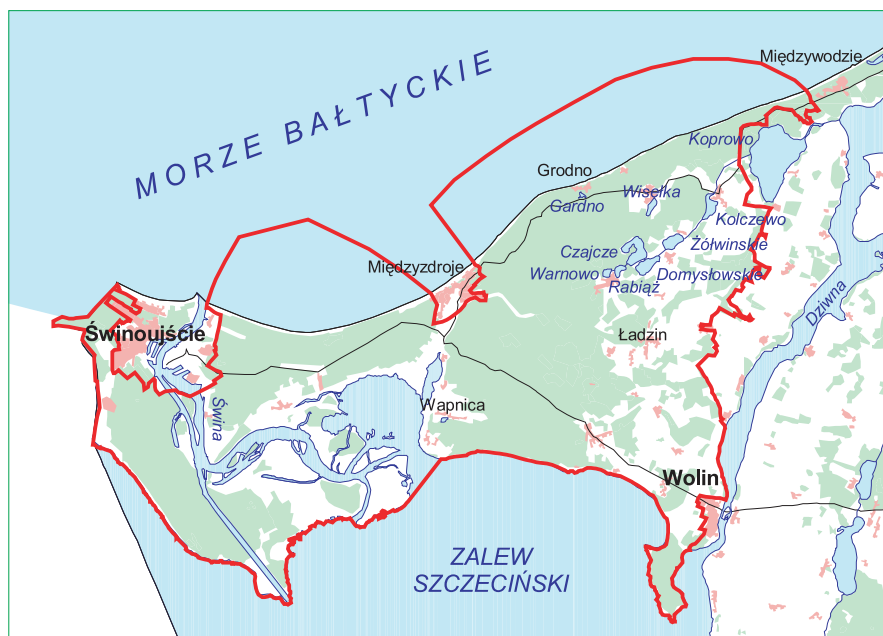 Międzywodzie
MORZE BAŁTYCKIE
Koprowo
Grodno
Wisełka
Gardno
Kolczewo
Żółwinskie
Czajcze
Międzyzdroje
Warnowo
Domysłowskie
Rabiąż
Dziwna
Świnoujście
Ładzin
Świna
Wapnica
Wolin
ZALEW
SZCZECIŃSKI